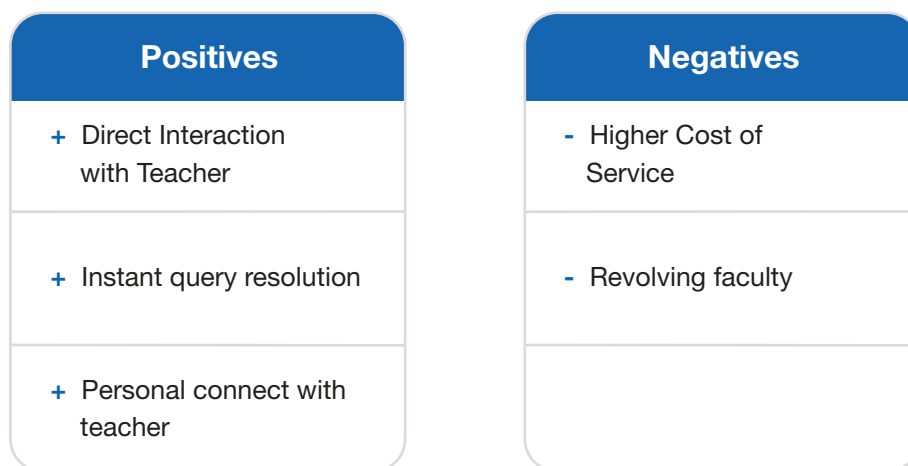 Positives
+ Direct Interaction
with Teacher
+ Instant query resolution
+ Personal connect with
teacher
Negatives
- Higher Cost of
Service
- Revolving faculty